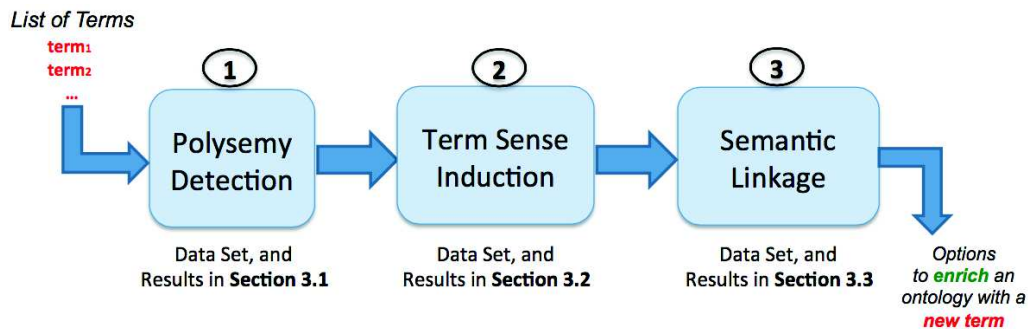 List of Terms
term1
term2
...
1
Polysemy
Detection
Data Set, and
Results in Section 3.1
2
Term Sense
Induction
Data Set, and
Results in Section 3.2
3
Semantic
Linkage
Data Set, and
Results in Section 3.3
Options
to enrich an
ontology with a
new term